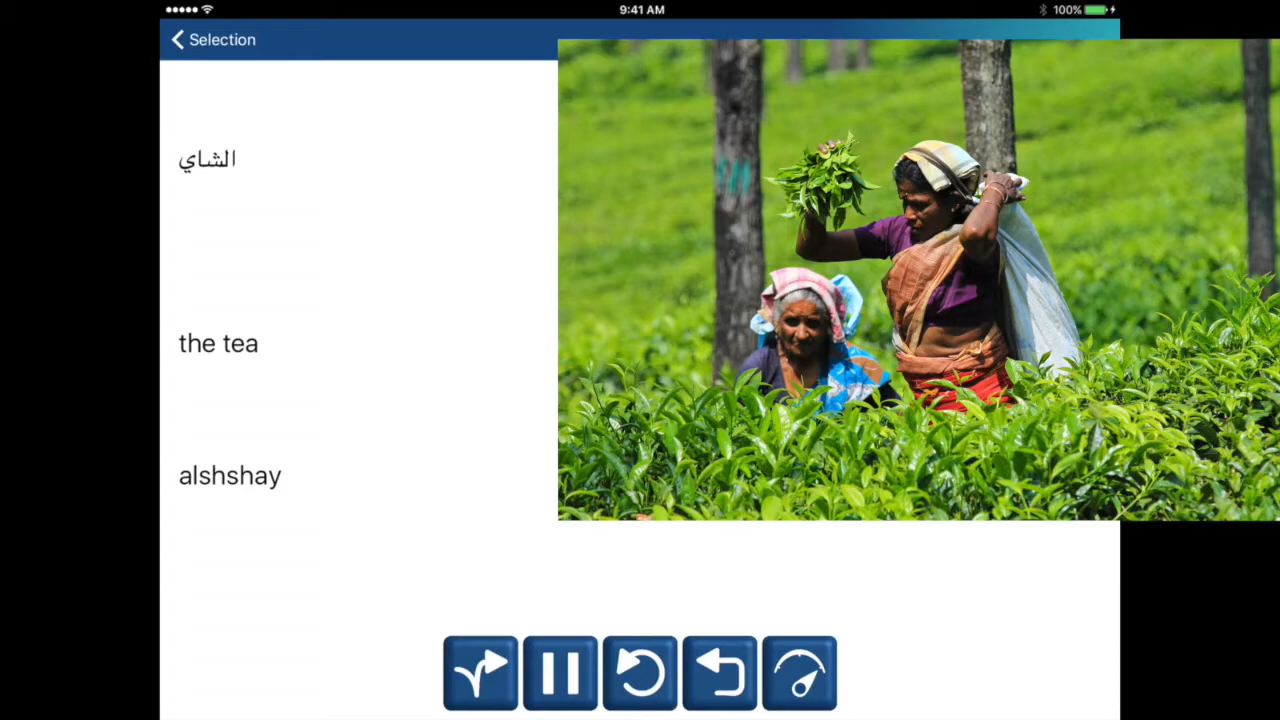 9:41 AM
100%
Selection
الشاي
the tea
alshshay